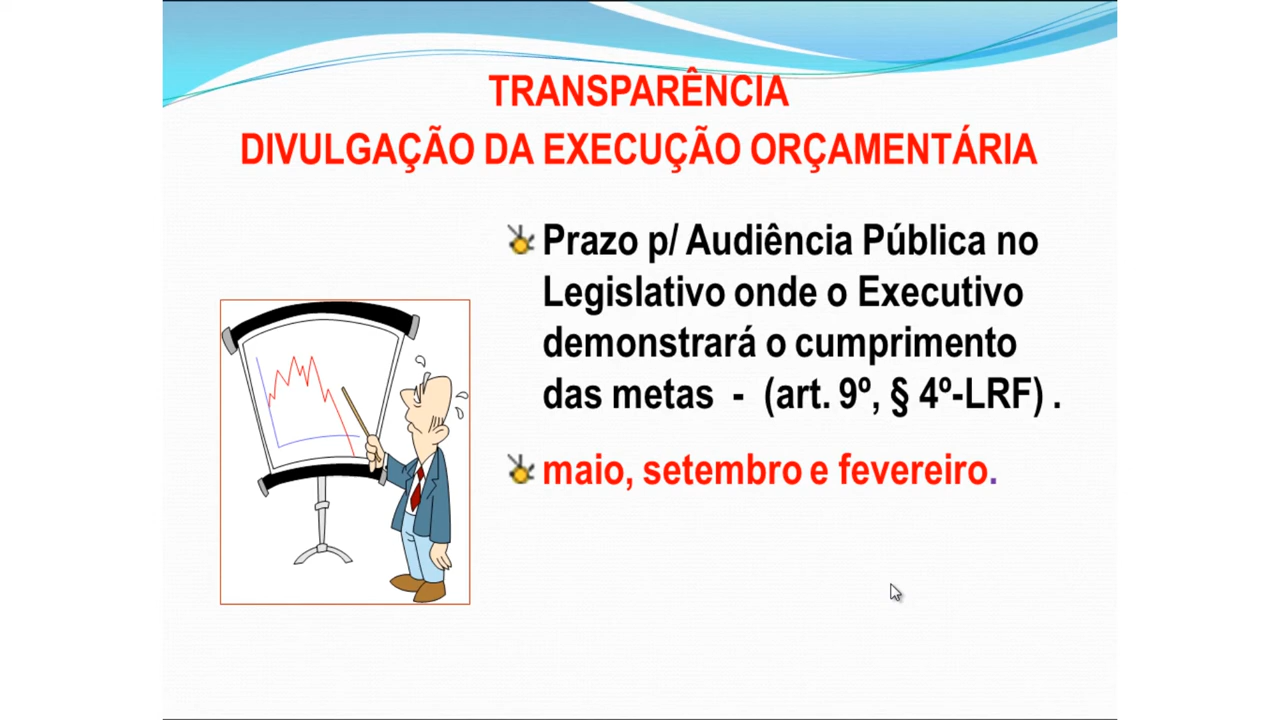 TRANSPARÊNCIA
DIVULGAÇÃO DA EXECUÇÃO ORÇAMENTÁRIA
Prazo p/ Audiência Pública no
Legislativo onde o Executivo
demonstrará o cumprimento
das metas - (art. 9º, § 4º-LRF) .
maio, setembro e fevereiro.